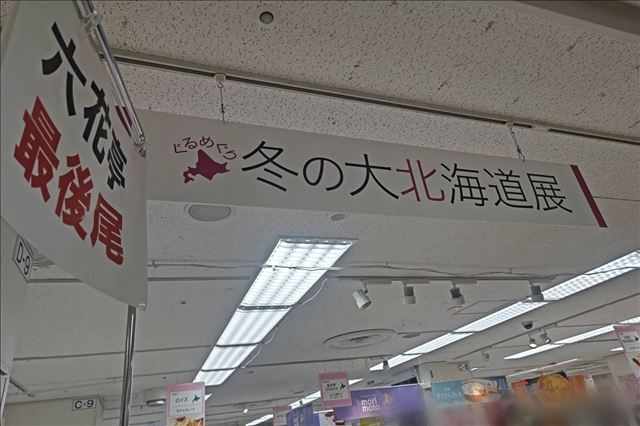 六花亭
最後尾
ぐるめぐり
冬の大北海道展
D-9
C-9
C-8
ロイズ
mori
moto